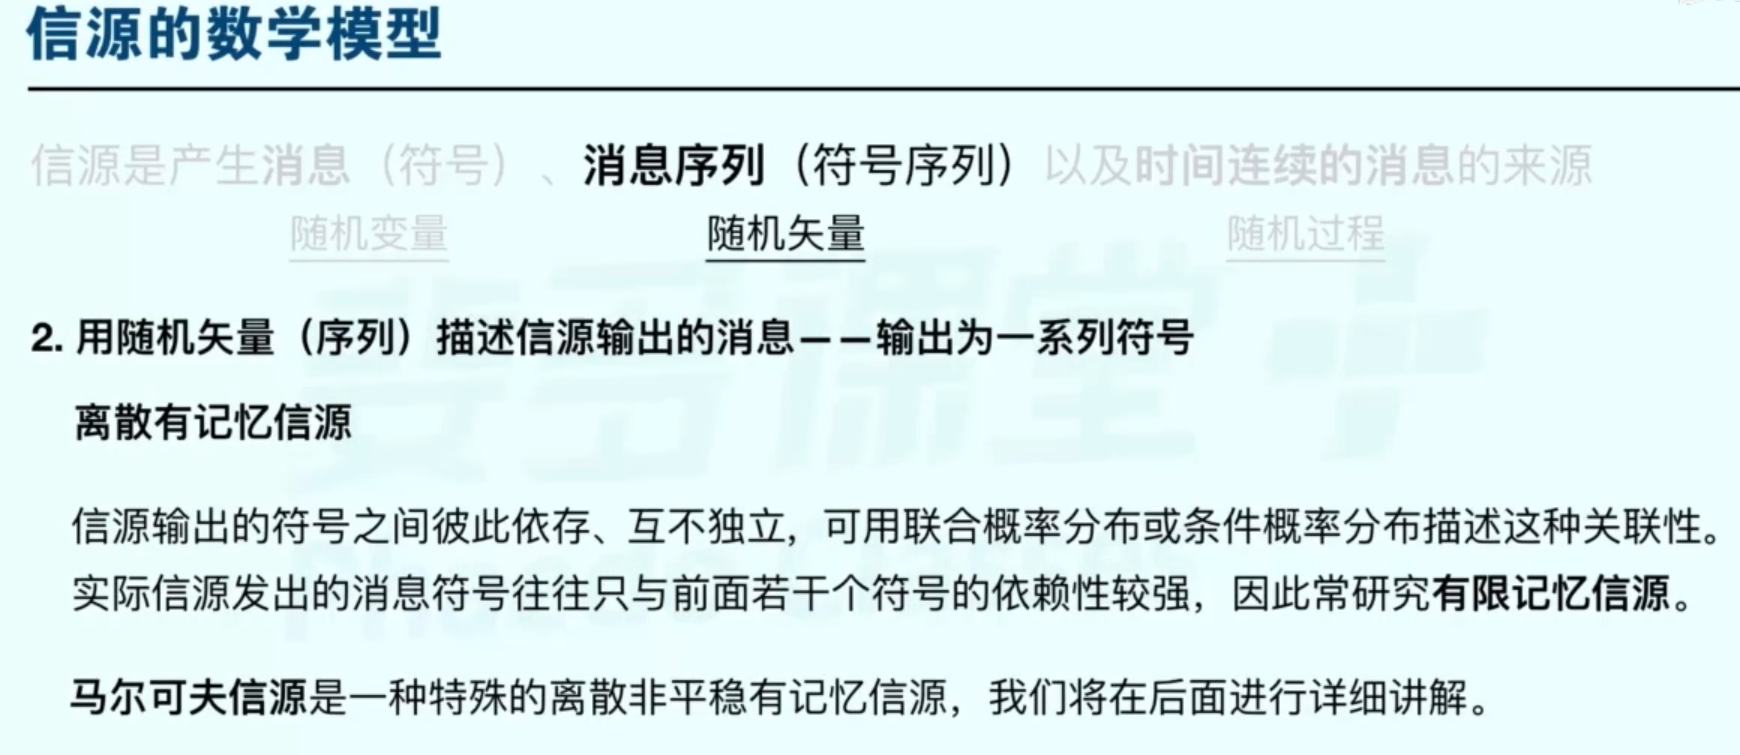 信源的数学模型
信源是产生消息（符号）、消息序列（符号序列）以及时间连续的消息的来源
随机变量 随机矢量 随机过程
2. 用随机矢量（序列）描述信源输出的消息——输出为一系列符号
离散有记忆信源
信源输出的符号之间彼此依存、互不独立，可用联合概率分布或条件概率分布描述这种关联性。
实际信源发出的消息符号往往只与前面若干个符号的依赖性较强，因此常研究有限记忆信源。
马尔可夫信源是一种特殊的离散非平稳有记忆信源，我们将在后面进行详细讲解。